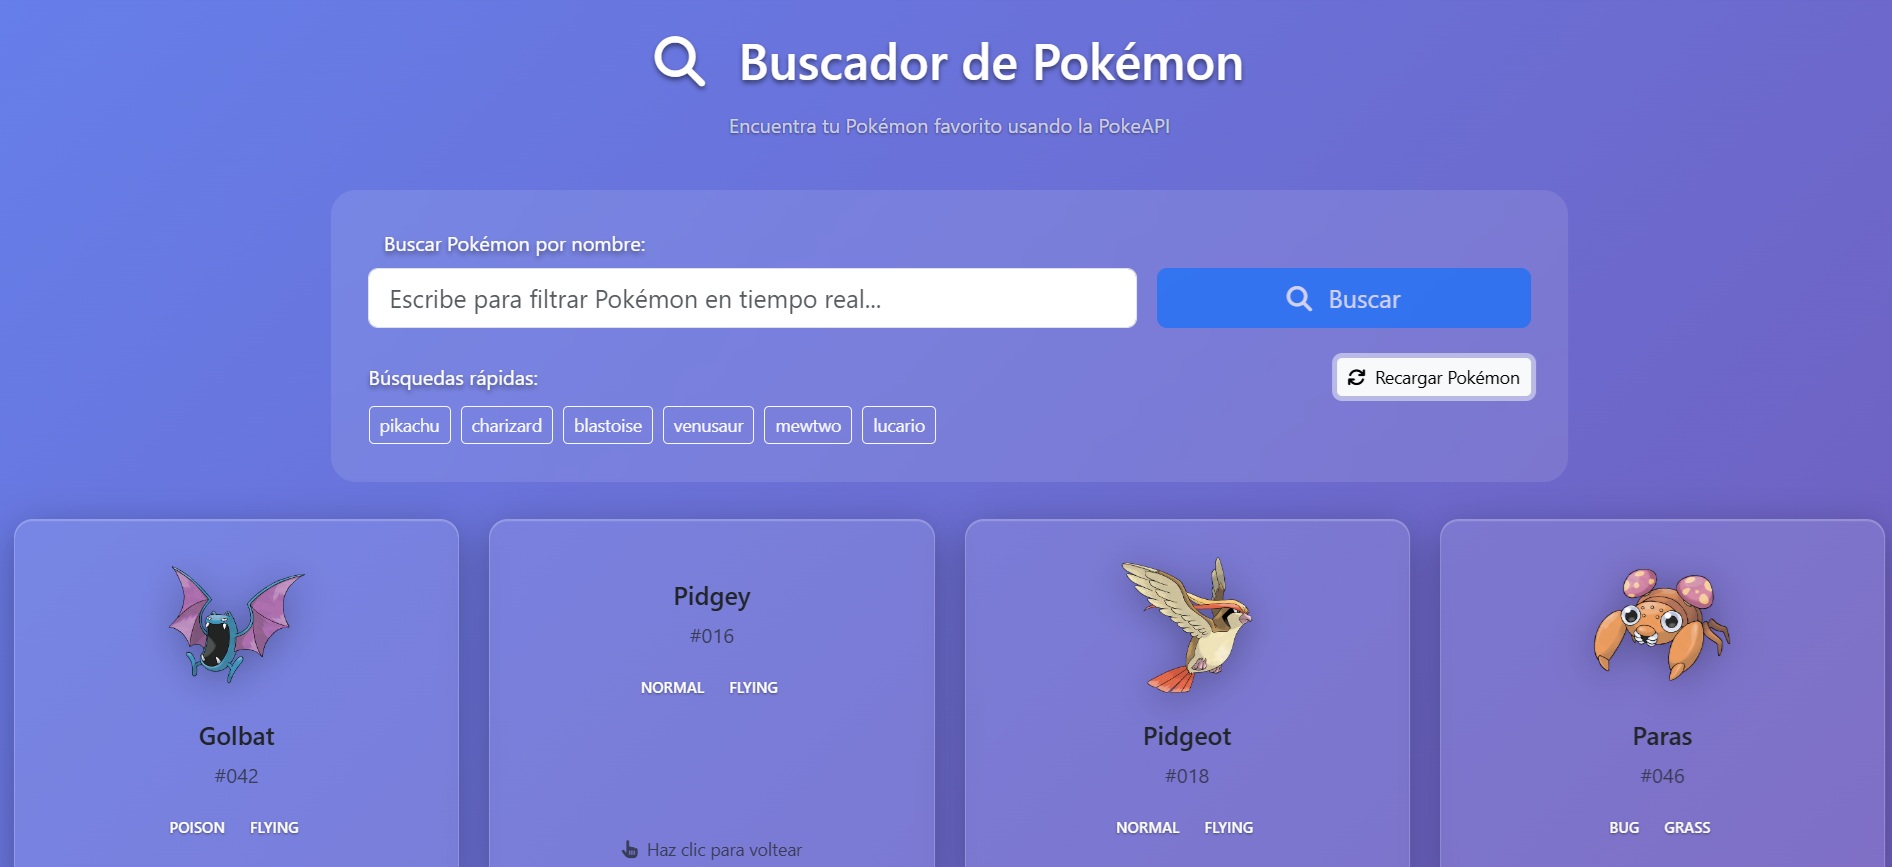 Buscador de Pokémon
Encuentra tu Pokémon favorito usando la PokeAPI
Buscar Pokémon por nombre:
Escribe para filtrar Pokémon en tiempo real...
Buscar
Búsquedas rápidas:
Recargar Pokémon
pikachu charizard blastoise venusaur mewtwo lucario
Golbat
#042
POISON FLYING
Pidgey
#016
NORMAL FLYING
Haz clic para voltear
Pidgeot
#018
NORMAL FLYING
Paras
#046
BUG GRASS